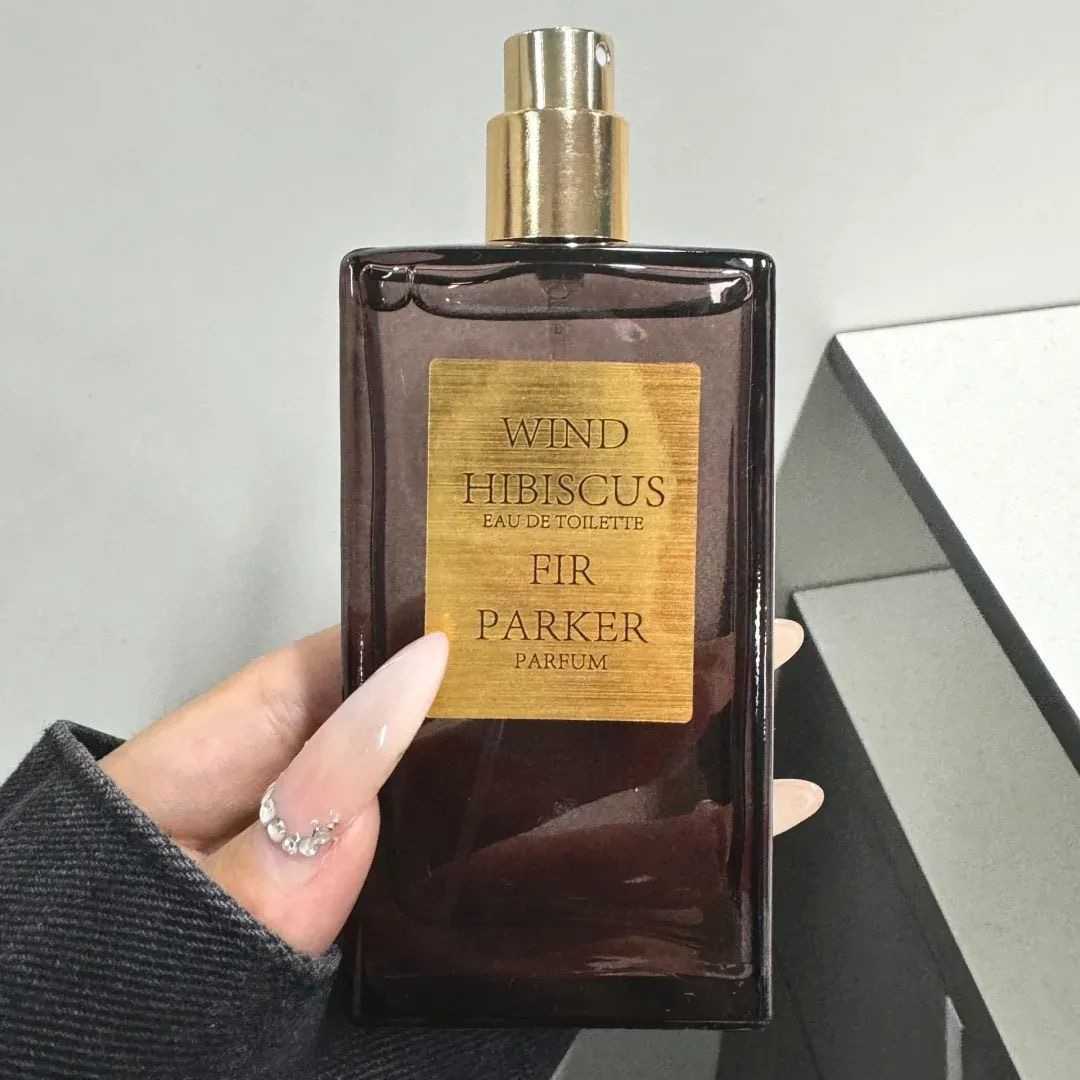 WIND
HIBISCUS
EAU DE TOILETTE
FIR
PARKER
PARFUM